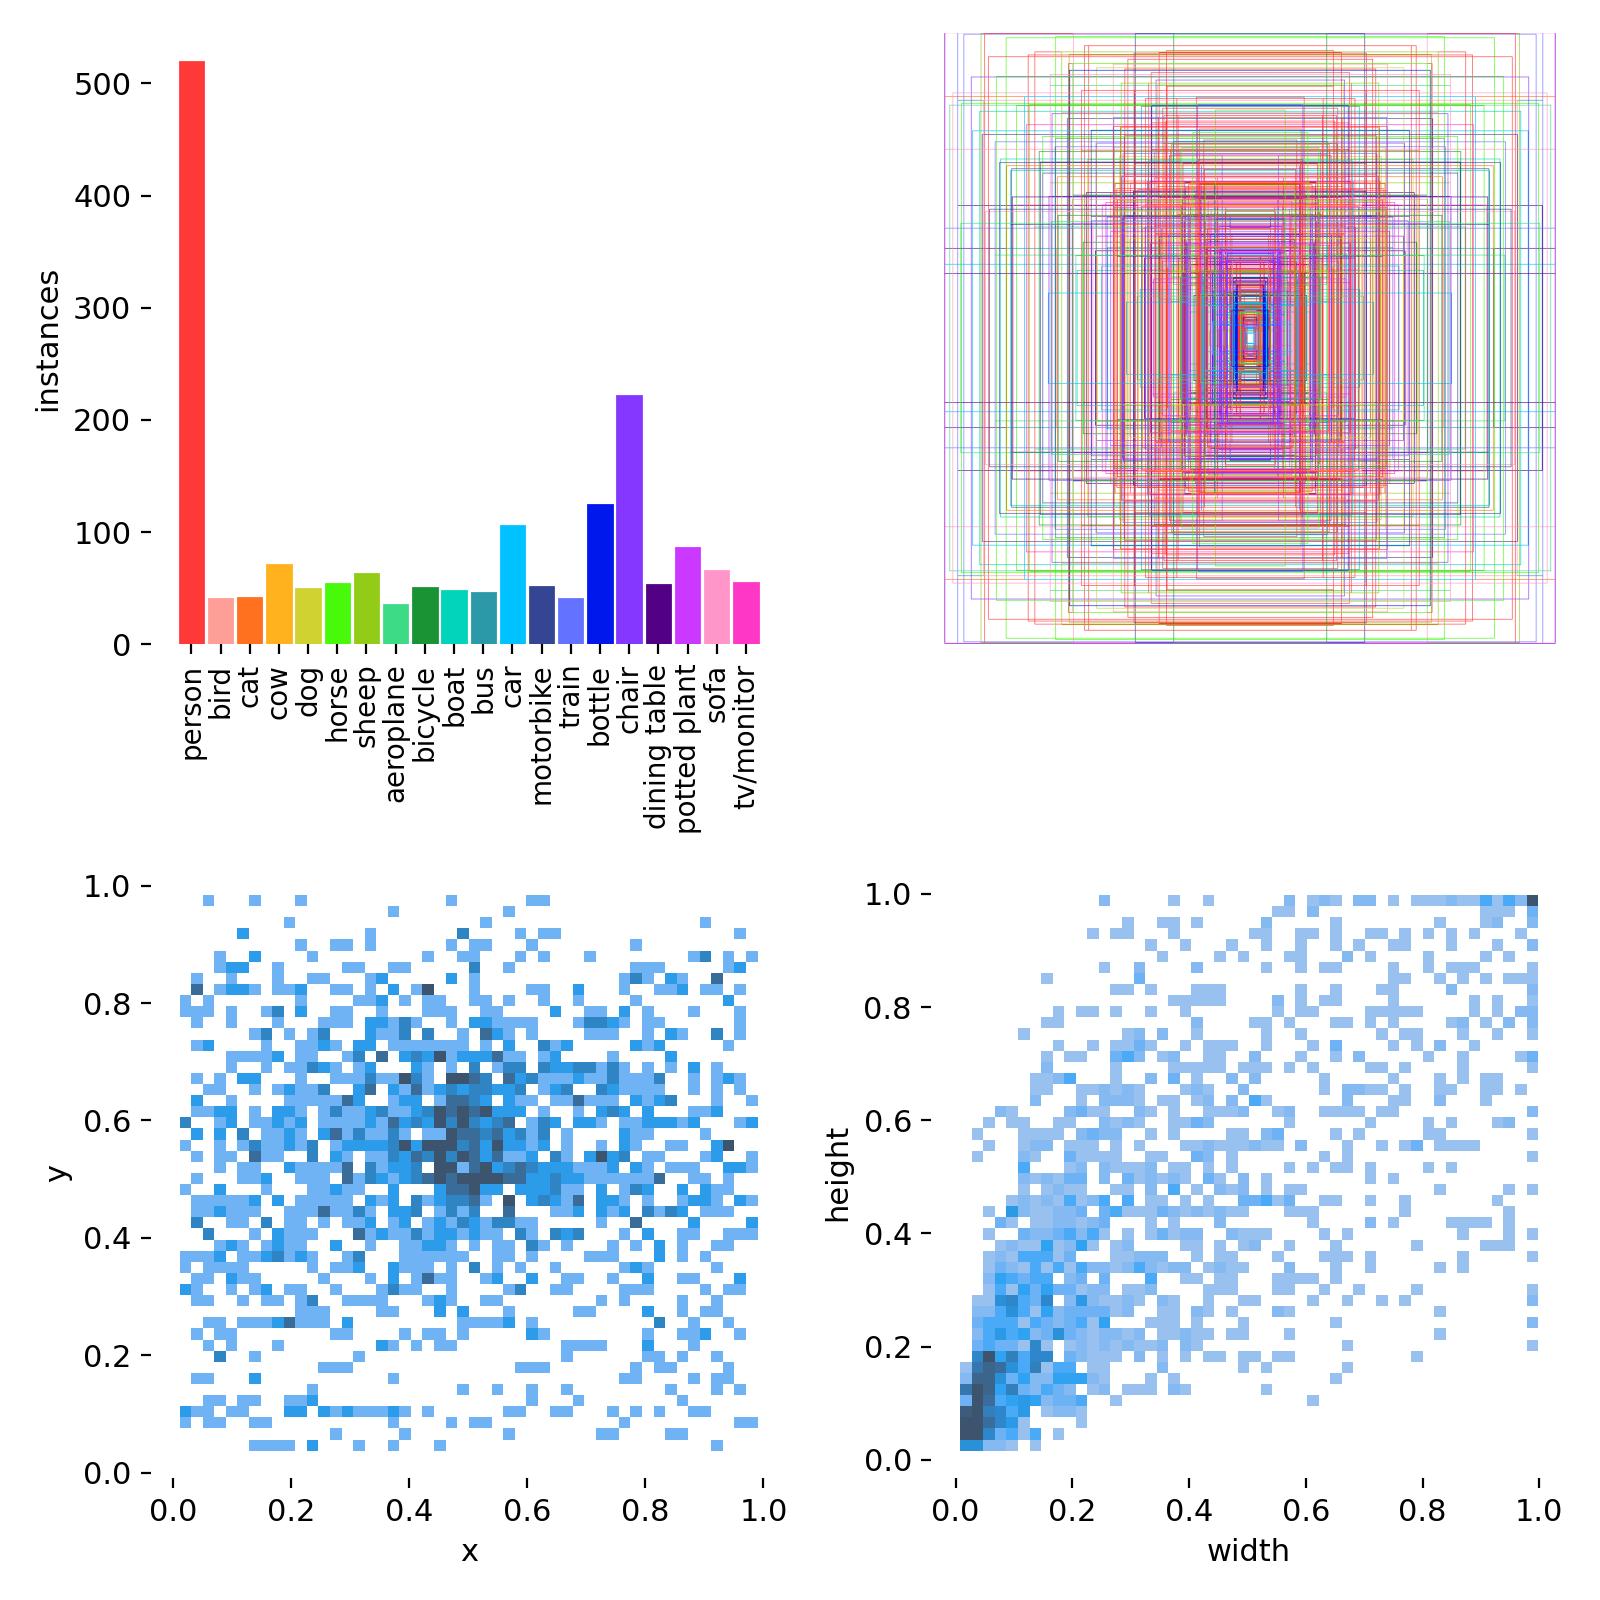 500
400
300
200
100
0
instances
person
bird
cat
cow
dog
horse
sheep
aeroplane
bicycle
boat
bus
car
motorbike
train
bottle
chair
dining table
potted plant
sofa
tv/monitor
1.0
0.8
0.6
0.4
0.2
0.0
y
0.0 0.2 0.4 0.6 0.8 1.0
x
1.0
0.8
0.6
0.4
0.2
0.0
height
0.0 0.2 0.4 0.6 0.8 1.0
width